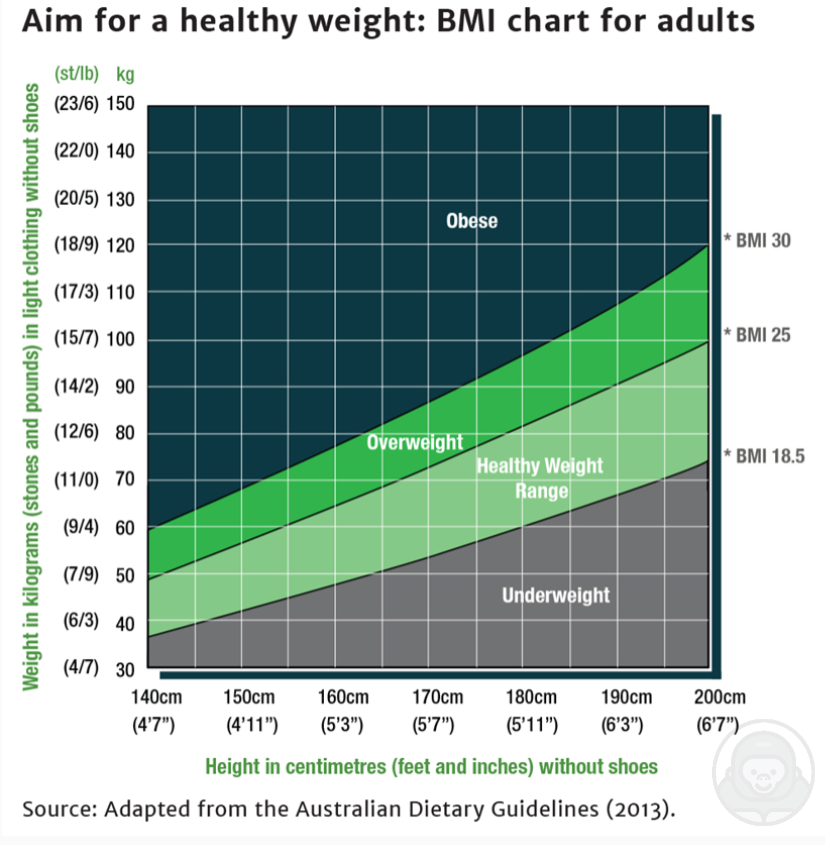 Aim for a healthy weight: BMI chart for adults
(st/lb) kg
Weight in kilograms (stones and pounds) in light clothing without shoes
(23/6) 150
(22/0) 140
(20/5) 130
Obese
(18/9) 120
* BMI 30
(17/3) 110
(15/7) 100
* BMI 25
(14/2) 90
(12/6) 80
Overweight
* BMI 18.5
(11/0) 70
Healthy Weight
Range
(9/4) 60
(7/9) 50
Underweight
(6/3) 40
(4/7) 30
140cm 150cm 160cm 170cm 180cm 190cm 200cm
(4’7”) (4’11”) (5’3”) (5’7”) (5’11”) (6’3”) (6’7”)
Height in centimetres (feet and inches) without shoes
Source: Adapted from the Australian Dietary Guidelines (2013).